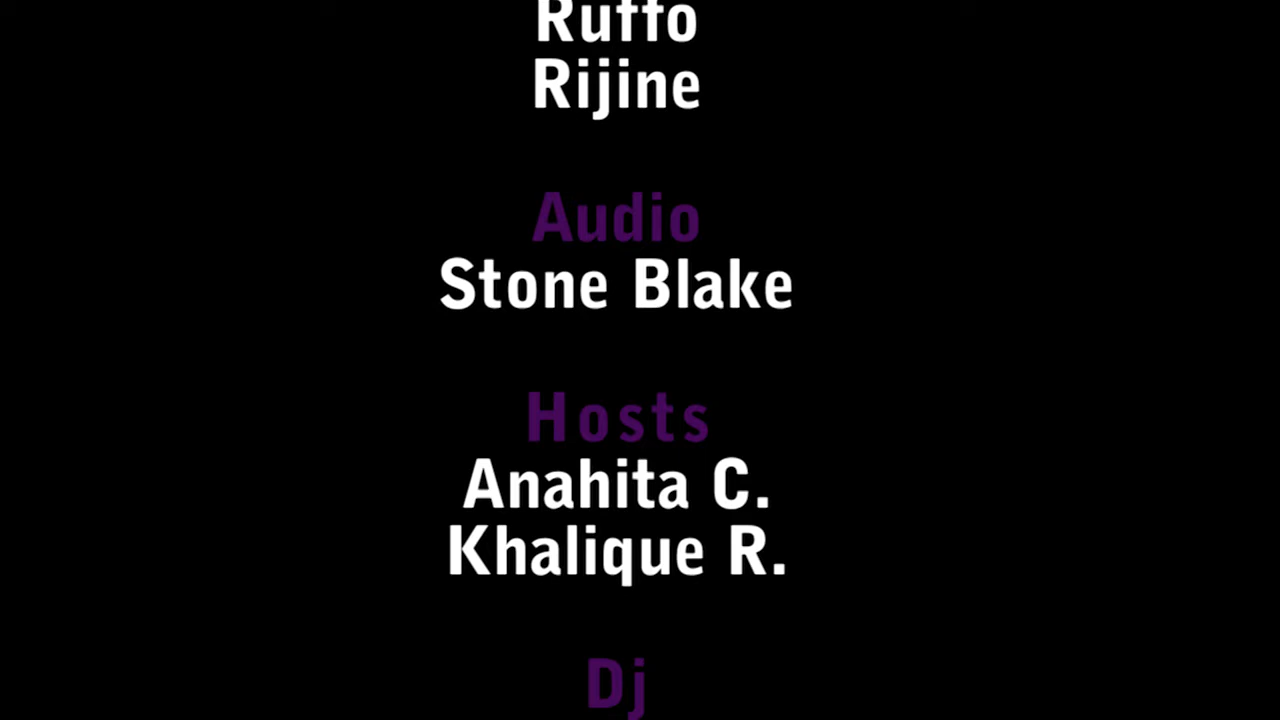 Ruffo
Rijine
Audio
Stone Blake
Hosts
Anahita C.
Khalique R.
Dj